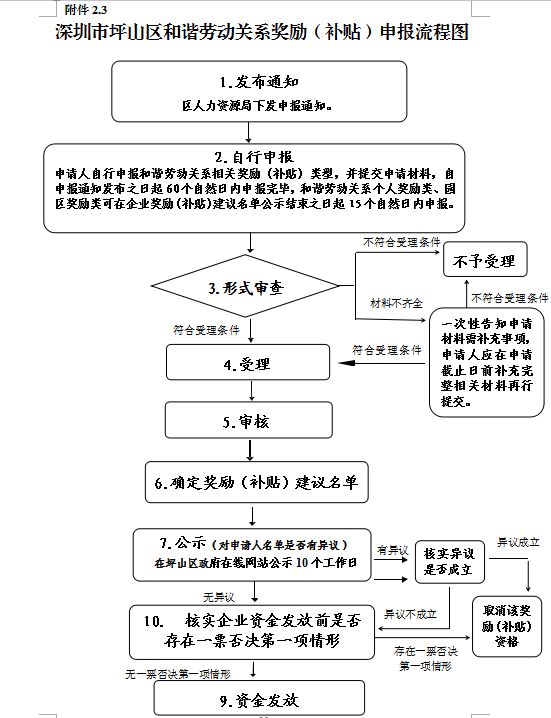 附件 2.3
深圳市坪山区和谐劳动关系奖励（补贴）申报流程图
1.发布通知
区人力资源局下发申报通知。
2.自行申报
申请人自行申报和谐劳动关系相关奖励（补贴）类型，并提交申请材料，自
申报通知发布之日起60个自然日内申报完毕，和谐劳动关系个人奖励类、园
区奖励类可在企业奖励(补贴)建议名单公示结束之日起15个自然日内申报。
不符合受理条件
不予受理
3.形式审查
材料不齐全
不符合受理条件
一次性告知申请
材料需补充事项，
申请人应在申请
截止日前补充完
整相关材料再行
提交。
符合受理条件
符合受理条件
4.受理
5.审核
6.确定奖励（补贴）建议名单
7.公示（对申请人名单是否有异议）
在坪山区政府在线网站公示10个工作日
有异议
核实异议
是否成立
异议成立
无异议
异议不成立
取消该奖
励(补贴)
资格
10. 核实企业资金发放前是否
存在一票否决第一项情形
存在一票否决
第一项情形
无一票否决第一项情形
9.资金发放